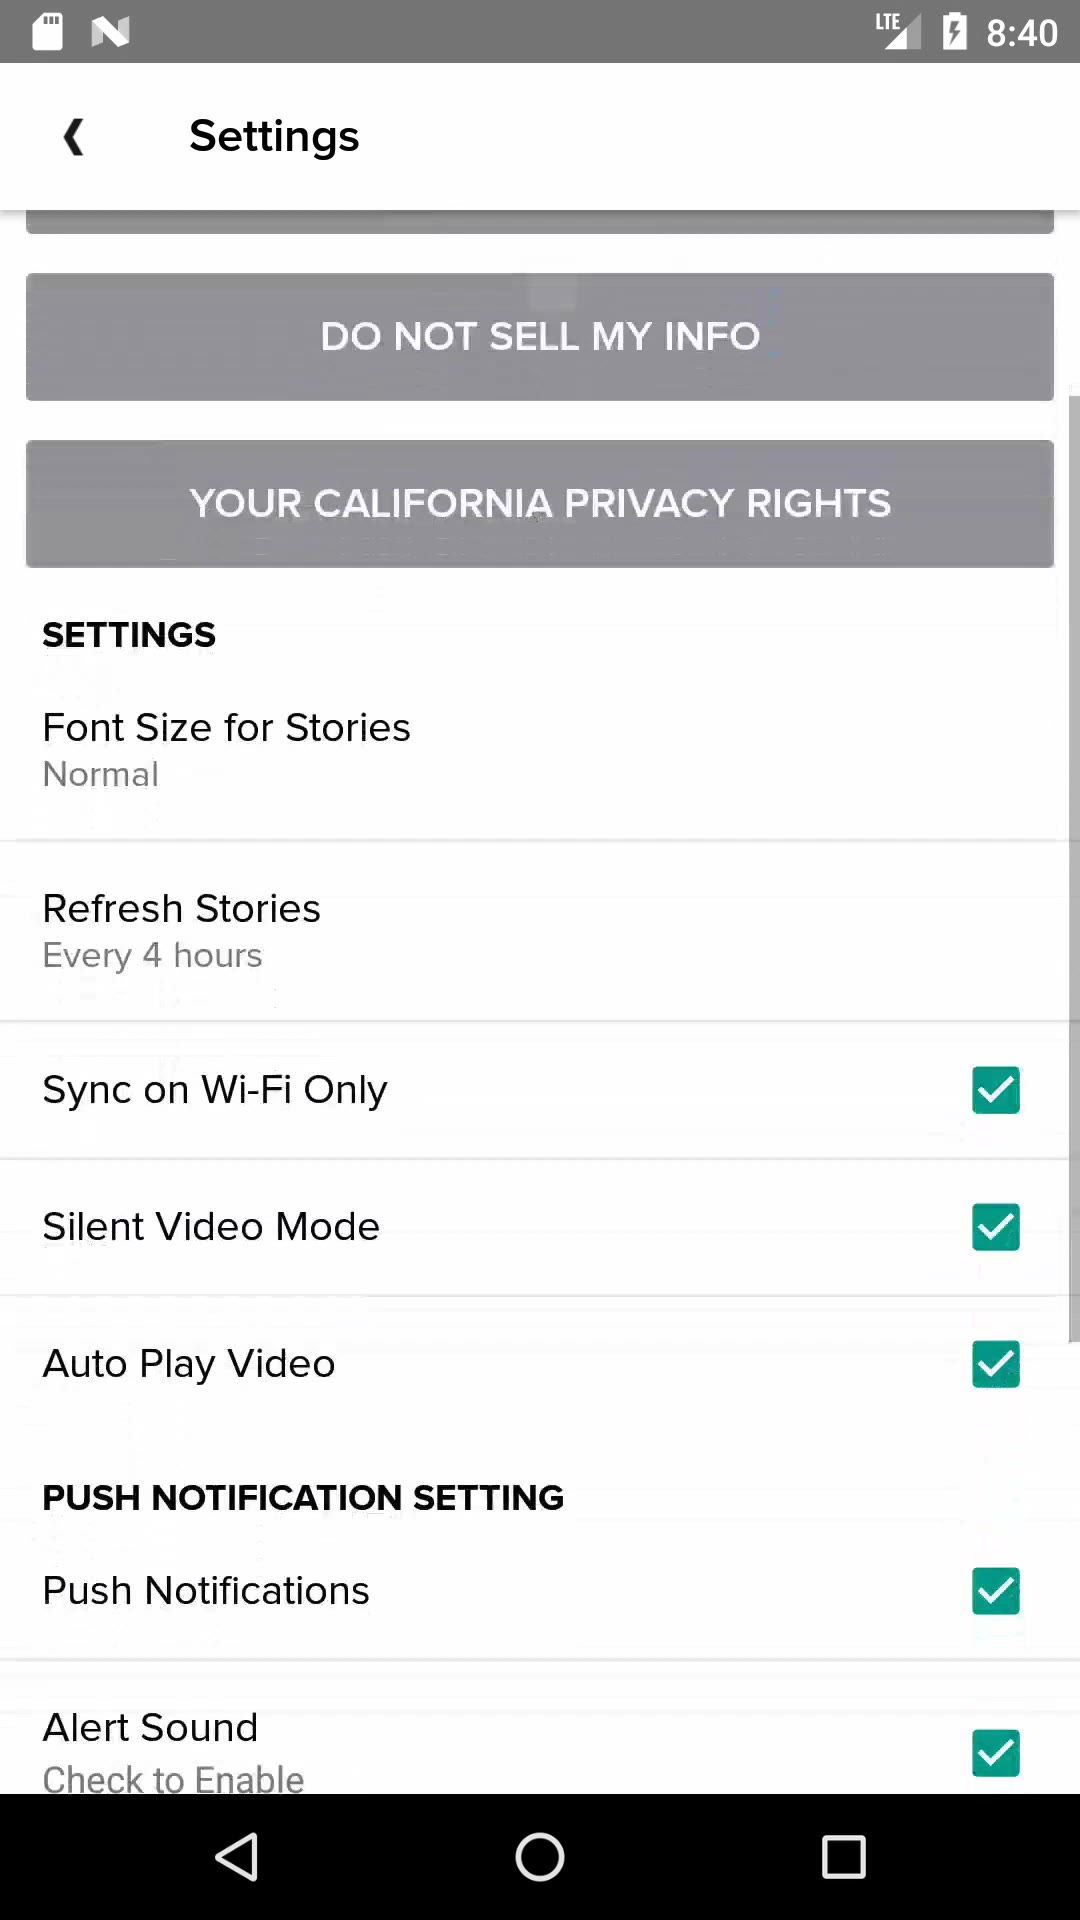 LTE 8:40
Settings
DO NOT SELL MY INFO
YOUR CALIFORNIA PRIVACY RIGHTS
SETTINGS
Font Size for Stories
Normal
Refresh Stories
Every 4 hours
Sync on Wi-Fi Only
Silent Video Mode
Auto Play Video
PUSH NOTIFICATION SETTING
Push Notifications
Alert Sound
Check to Enable